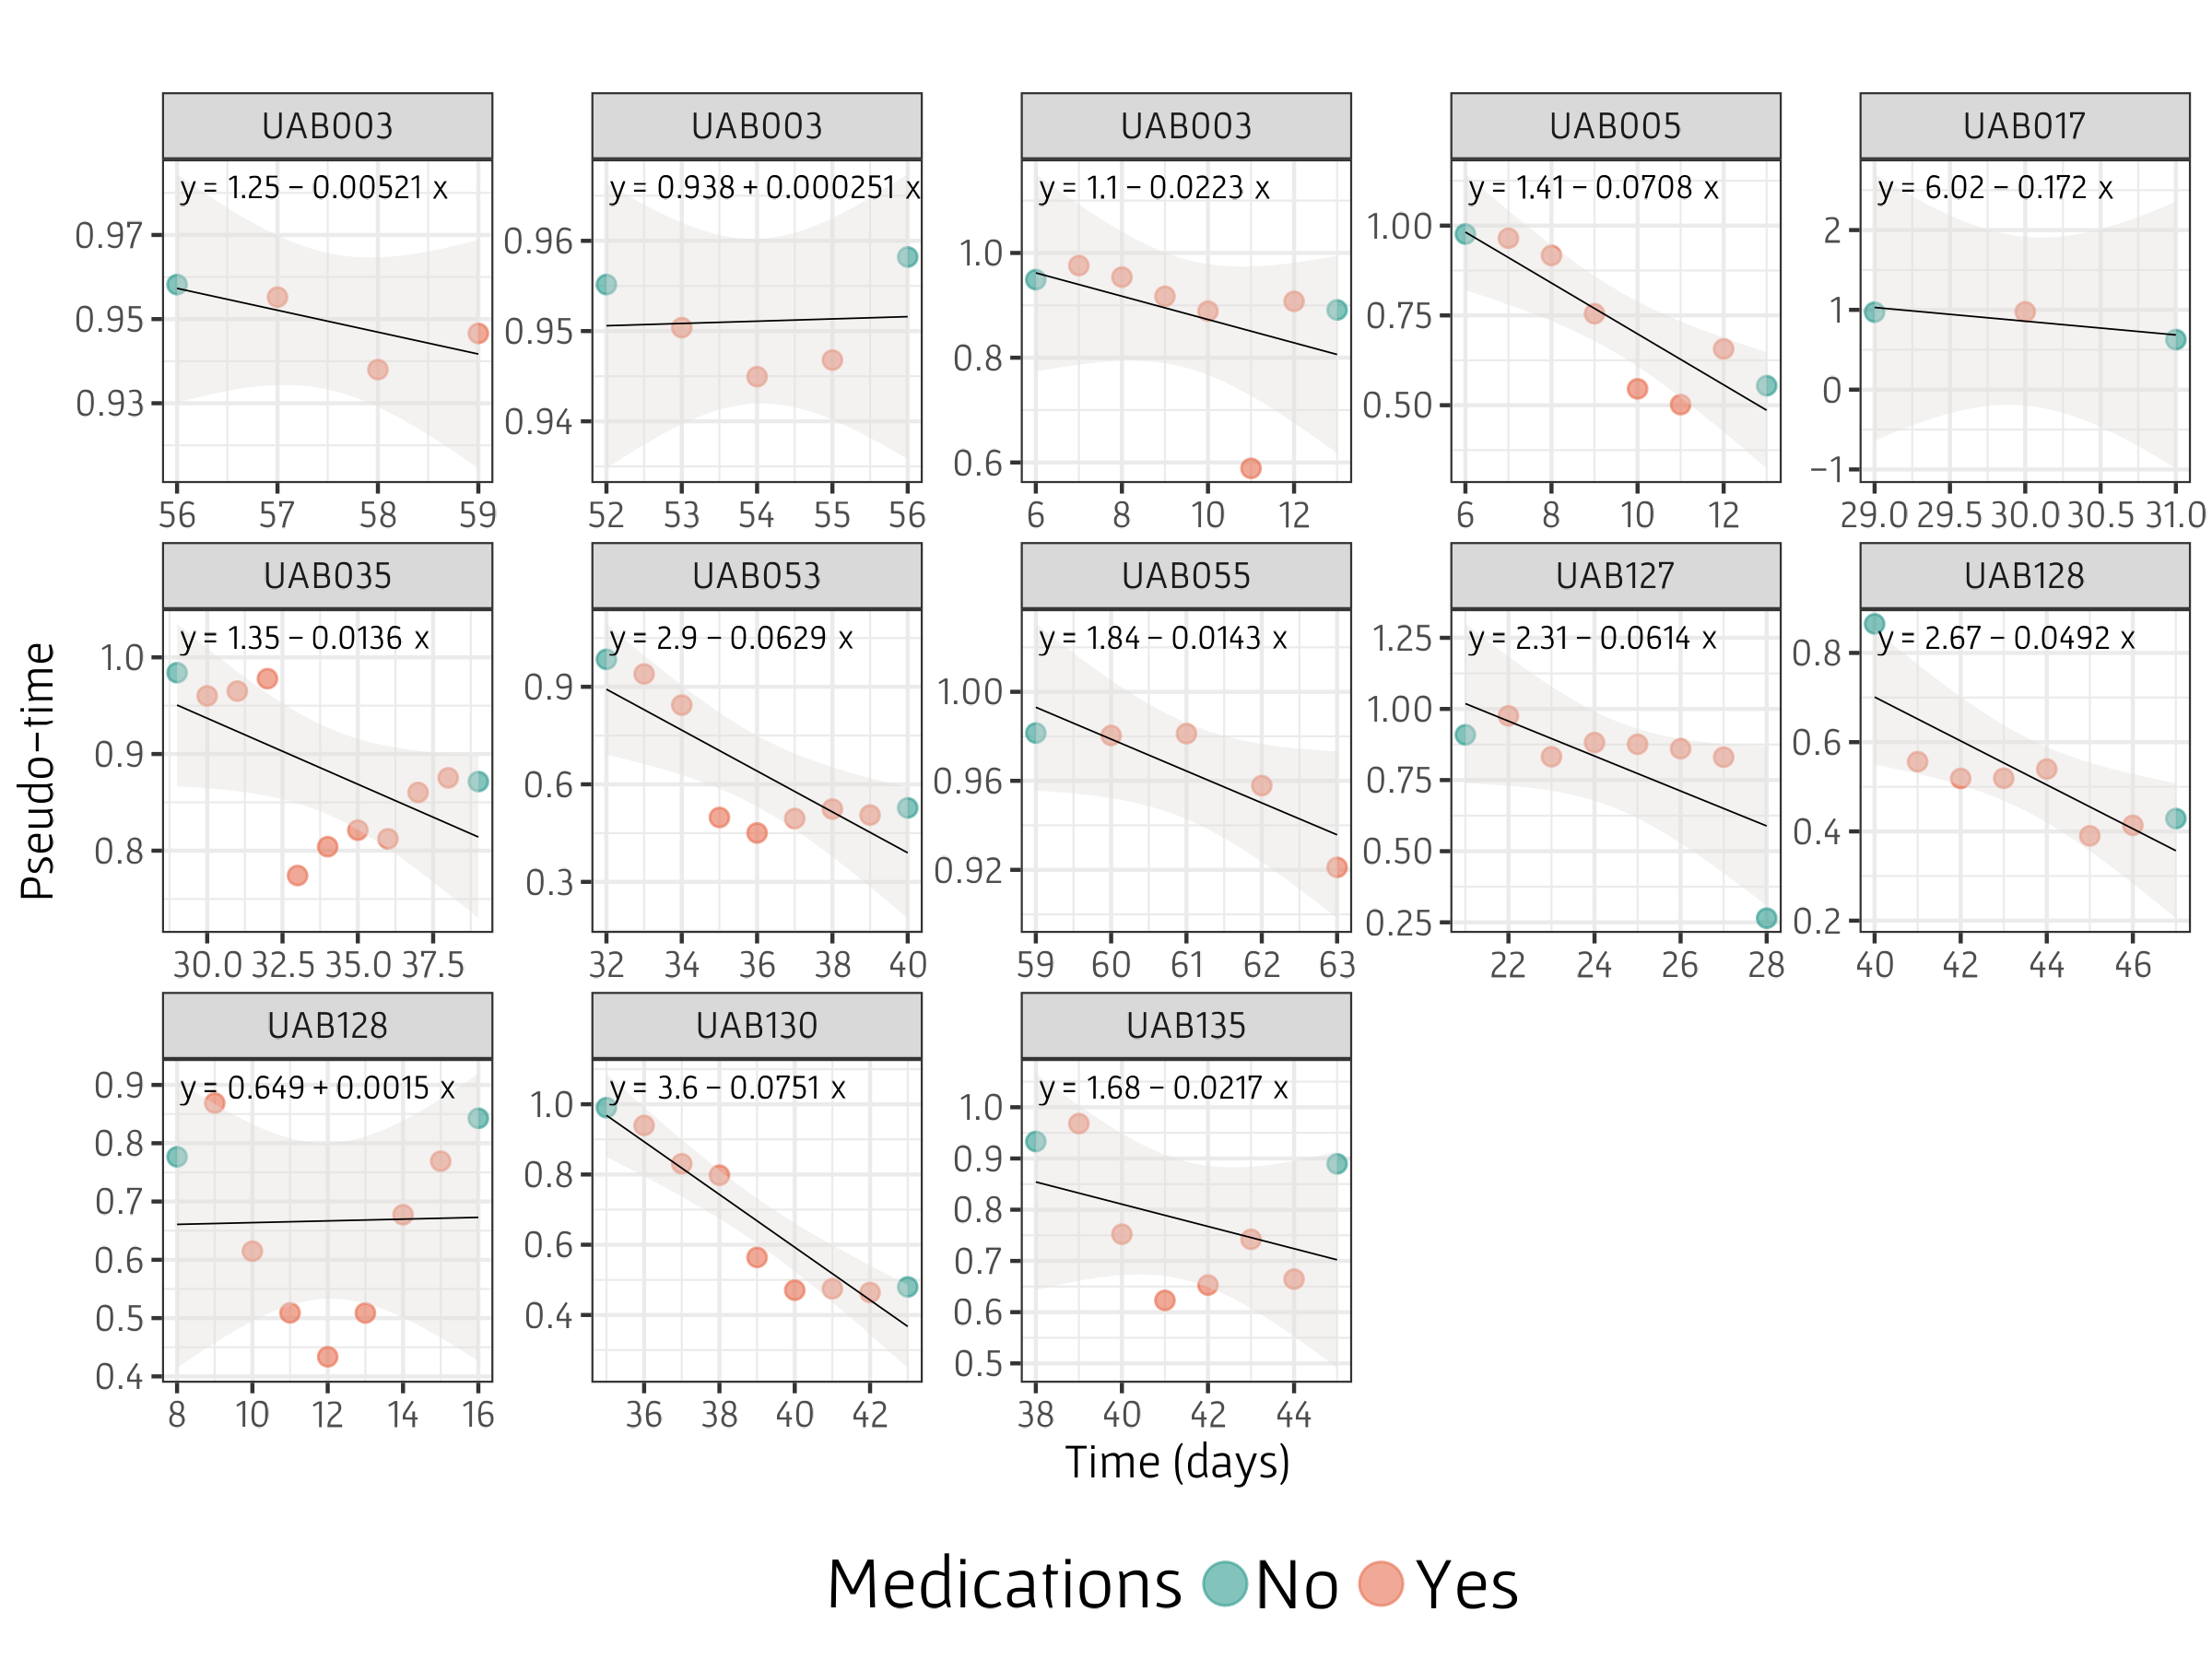 UAB003 UAB003 UAB003 UAB005 UAB017
y = 1.25 − 0.00521 x
0.97
0.95
0.93
56 57 58 59
y = 0.938 + 0.000251 x
0.96
0.95
0.94
52 53 54 55 56
y = 1.1 − 0.0223 x
1.0
0.8
0.6
6 8 10 12
y = 1.41 − 0.0708 x
1.00
0.75
0.50
6 8 10 12
y = 6.02 − 0.172 x
2
1
0
−1
29.0 29.5 30.0 30.5 31.0
Pseudo−time
UAB035 UAB053 UAB055 UAB127 UAB128
y = 1.35 − 0.0136 x
1.0
0.9
0.8
30.0 32.5 35.0 37.5
y = 2.9 − 0.0629 x
0.9
0.6
0.3
32 34 36 38 40
y = 1.84 − 0.0143 x
1.00
0.96
0.92
59 60 61 62 63
y = 2.31 − 0.0614 x
1.25
1.00
0.75
0.50
0.25
22 24 26 28
y = 2.67 − 0.0492 x
0.8
0.6
0.4
0.2
40 42 44 46
UAB128 UAB130 UAB135
y = 0.649 + 0.0015 x
0.9
0.8
0.7
0.6
0.5
0.4
8 10 12 14 16
y = 3.6 − 0.0751 x
1.0
0.8
0.6
0.4
36 38 40 42
y = 1.68 − 0.0217 x
1.0
0.9
0.8
0.7
0.6
0.5
38 40 42 44
Time (days)
Medications No Yes